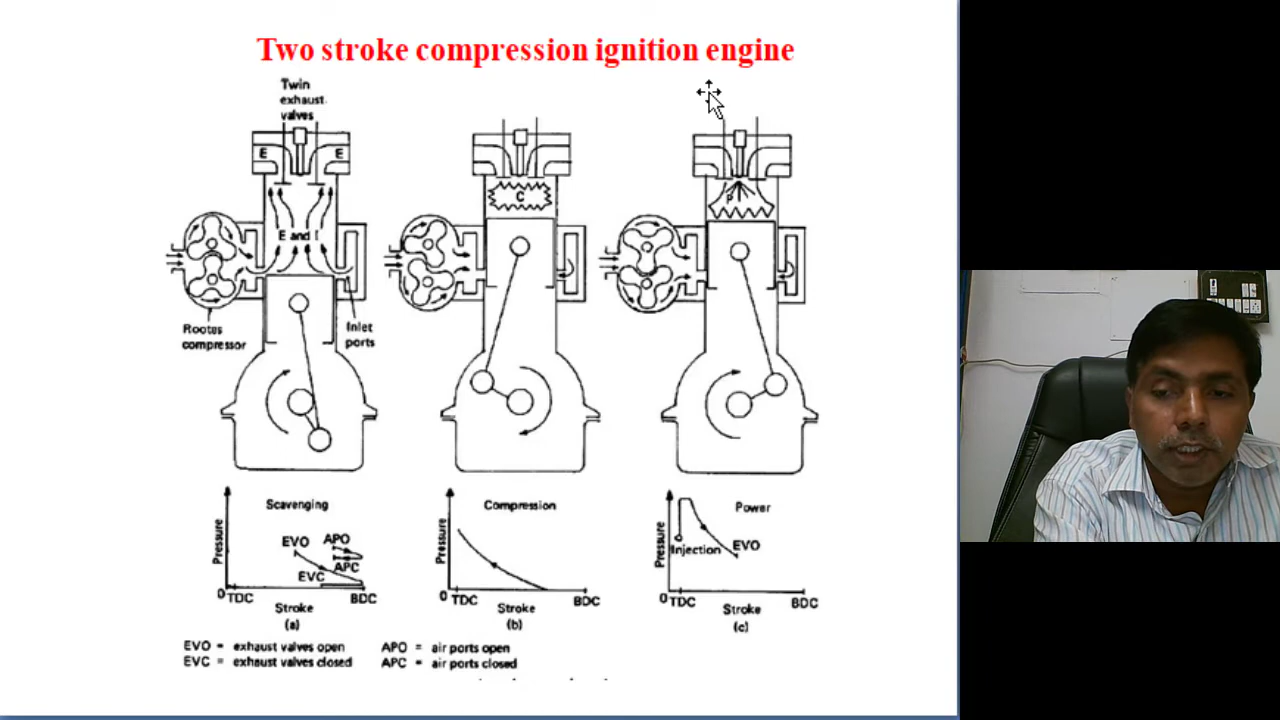 Two stroke compression ignition engine
Twin
exhaust
valves
E E
E and I
Rootes
compressor
Inlet
ports
C
P
Pressure
Scavenging
EVO APO
APC
EVC
0 TDC BDC
Stroke
(a)
Pressure
Compression
0 TDC BDC
Stroke
(b)
Pressure
Power
Injection EVO
0 TDC BDC
Stroke
(c)
EVO = exhaust valves open APO = air ports open
EVC = exhaust valves closed APC = air ports closed